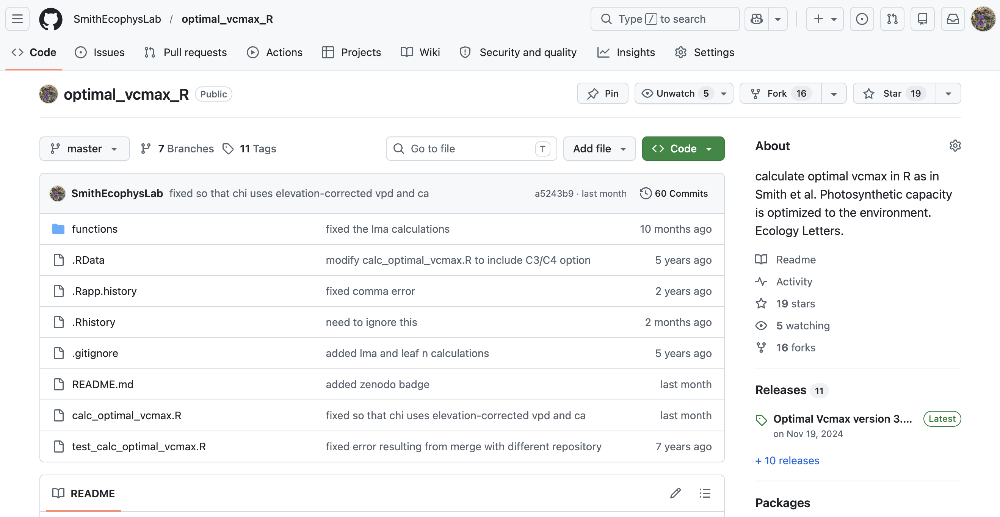 SmithEcophysLab / optimal_vcmax_R
Type / to search
Code
Issues
Pull requests
Actions
Projects
Wiki
Security and quality
Insights
Settings
optimal_vcmax_R Public
Pin
Unwatch 5
Fork 16
Star 19
master
7 Branches
11 Tags
Go to file T
Add file
Code
SmithEcophysLab fixed so that chi uses elevation-corrected vpd and ca a5243b9 · last month 60 Commits
functions fixed the lma calculations 10 months ago
.RData modify calc_optimal_vcmax.R to include C3/C4 option 5 years ago
.Rapp.history fixed comma error 2 years ago
.Rhistory need to ignore this 2 months ago
.gitignore added lma and leaf n calculations 5 years ago
README.md added zenodo badge last month
calc_optimal_vcmax.R fixed so that chi uses elevation-corrected vpd and ca last month
test_calc_optimal_vcmax.R fixed error resulting from merge with different repository 7 years ago
README
About
calculate optimal vcmax in R as in
Smith et al. Photosynthetic capacity
is optimized to the environment.
Ecology Letters.
Readme
Activity
19 stars
5 watching
16 forks
Releases 11
Optimal Vcmax version 3.... Latest
on Nov 19, 2024
+ 10 releases
Packages